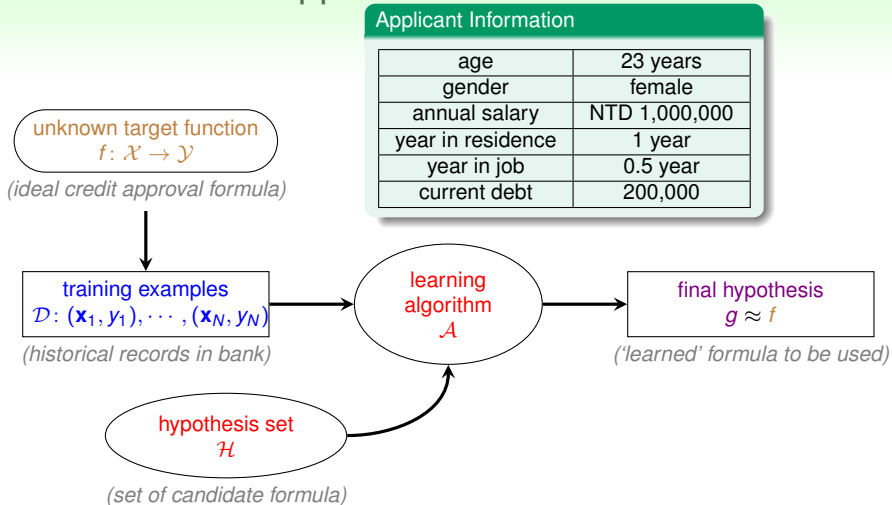 Applicant Information
age 23 years
gender female
annual salary NTD 1,000,000
year in residence 1 year
year in job 0.5 year
current debt 200,000
unknown target function
f: 𝒳 → 𝒴
(ideal credit approval formula)
training examples
𝒟: (𝐱₁, y₁), ⋯ , (𝐱_N, y_N)
(historical records in bank)
learning
algorithm
𝒜
final hypothesis
g ≈ f
(‘learned’ formula to be used)
hypothesis set
ℋ
(set of candidate formula)